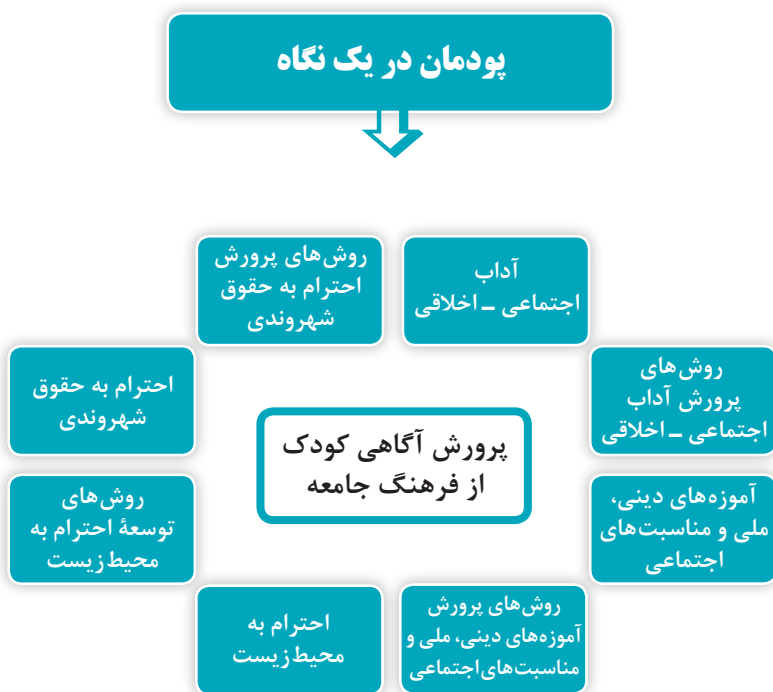 پودمان در یک نگاه
آداب
اجتماعی ـ اخلاقی
روش‌های
پرورش آداب
اجتماعی ـ اخلاقی
آموزه‌های دینی،
ملی و مناسبت‌های
اجتماعی
روش‌های پرورش
آموزه‌های دینی، ملی و
مناسبت‌های اجتماعی
احترام به
محیط زیست
روش‌های
توسعهٔ احترام به
محیط زیست
احترام به حقوق
شهروندی
روش‌های پرورش
احترام به حقوق
شهروندی
پرورش آگاهی کودک
از فرهنگ جامعه